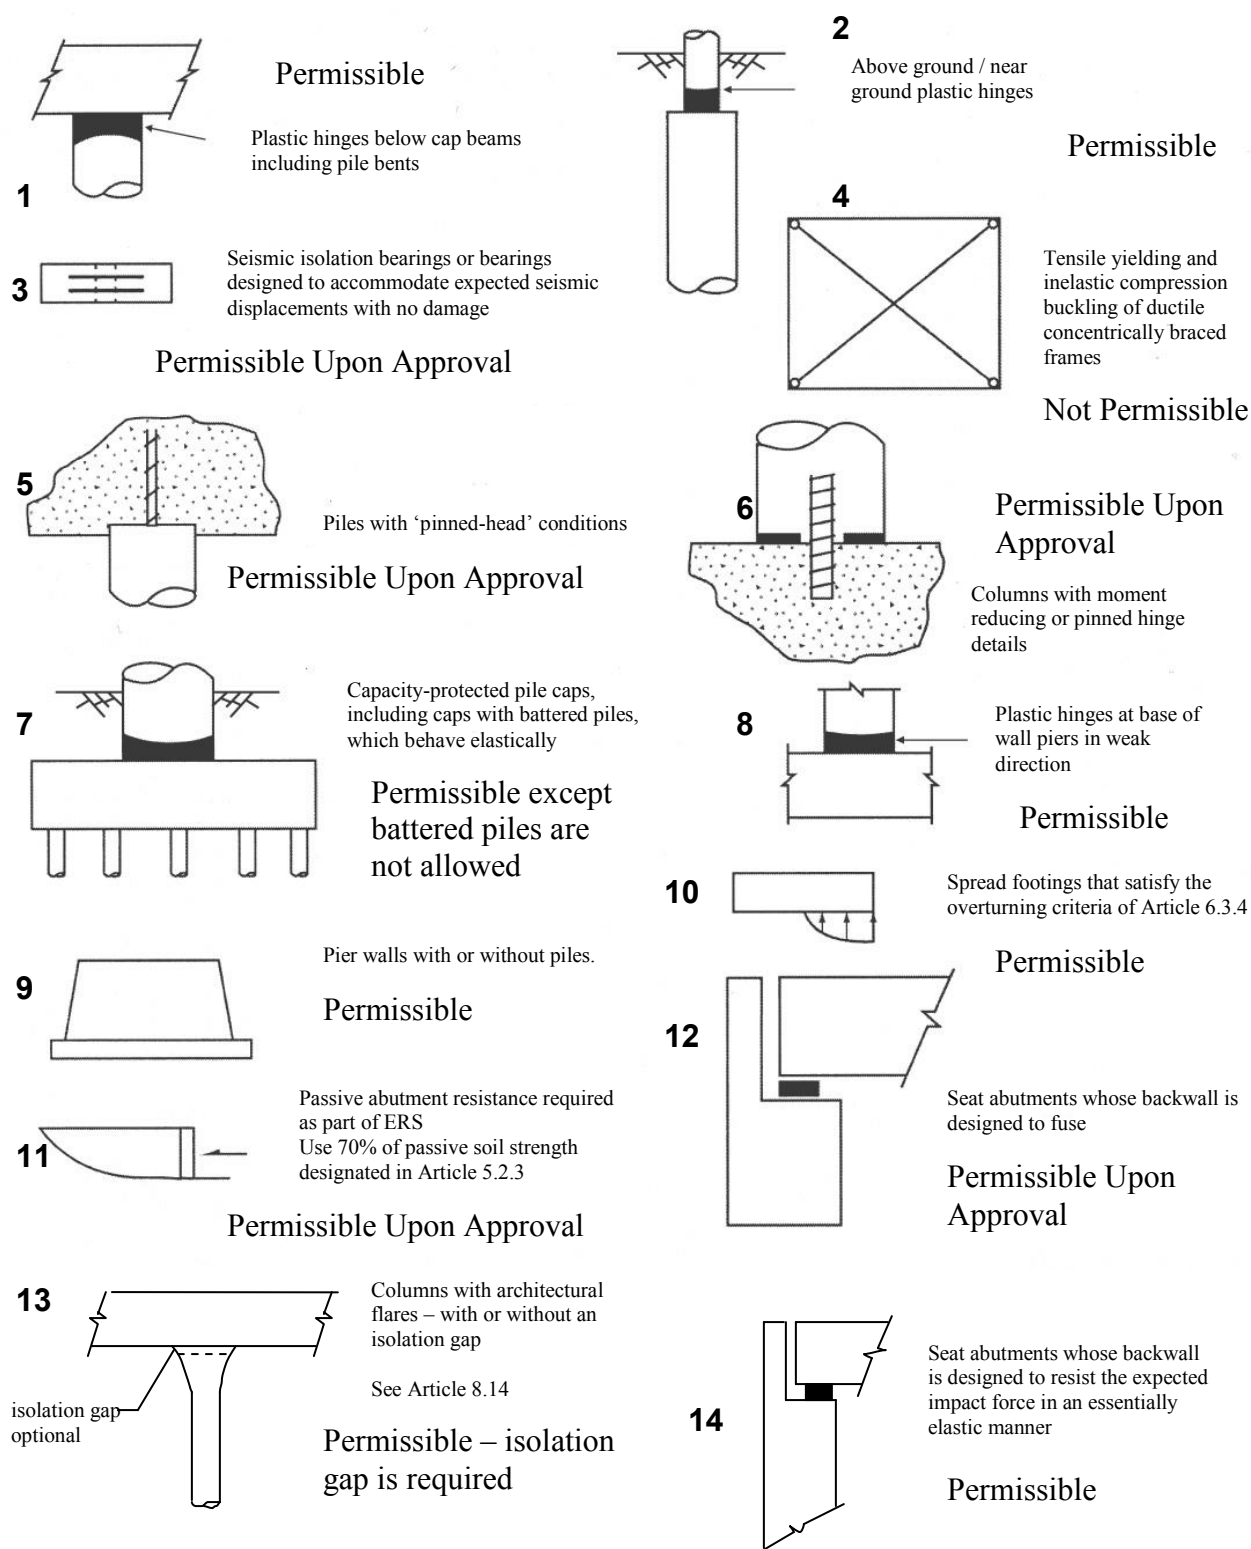 1
Permissible
Plastic hinges below cap beams
including pile bents
2
Above ground / near
ground plastic hinges
Permissible
3
Seismic isolation bearings or bearings
designed to accommodate expected seismic
displacements with no damage
Permissible Upon Approval
4
Tensile yielding and
inelastic compression
buckling of ductile
concentrically braced
frames
Not Permissible
5
Piles with ‘pinned-head’ conditions
Permissible Upon Approval
6
Permissible Upon
Approval
Columns with moment
reducing or pinned hinge
details
7
Capacity-protected pile caps,
including caps with battered piles,
which behave elastically
Permissible except
battered piles are
not allowed
8
Plastic hinges at base of
wall piers in weak
direction
Permissible
9
Pier walls with or without piles.
Permissible
10
Spread footings that satisfy the
overturning criteria of Article 6.3.4
Permissible
11
Passive abutment resistance required
as part of ERS
Use 70% of passive soil strength
designated in Article 5.2.3
Permissible Upon Approval
12
Seat abutments whose backwall is
designed to fuse
Permissible Upon
Approval
13
Columns with architectural
flares – with or without an
isolation gap
See Article 8.14
isolation gap
optional
Permissible – isolation
gap is required
14
Seat abutments whose backwall
is designed to resist the expected
impact force in an essentially
elastic manner
Permissible